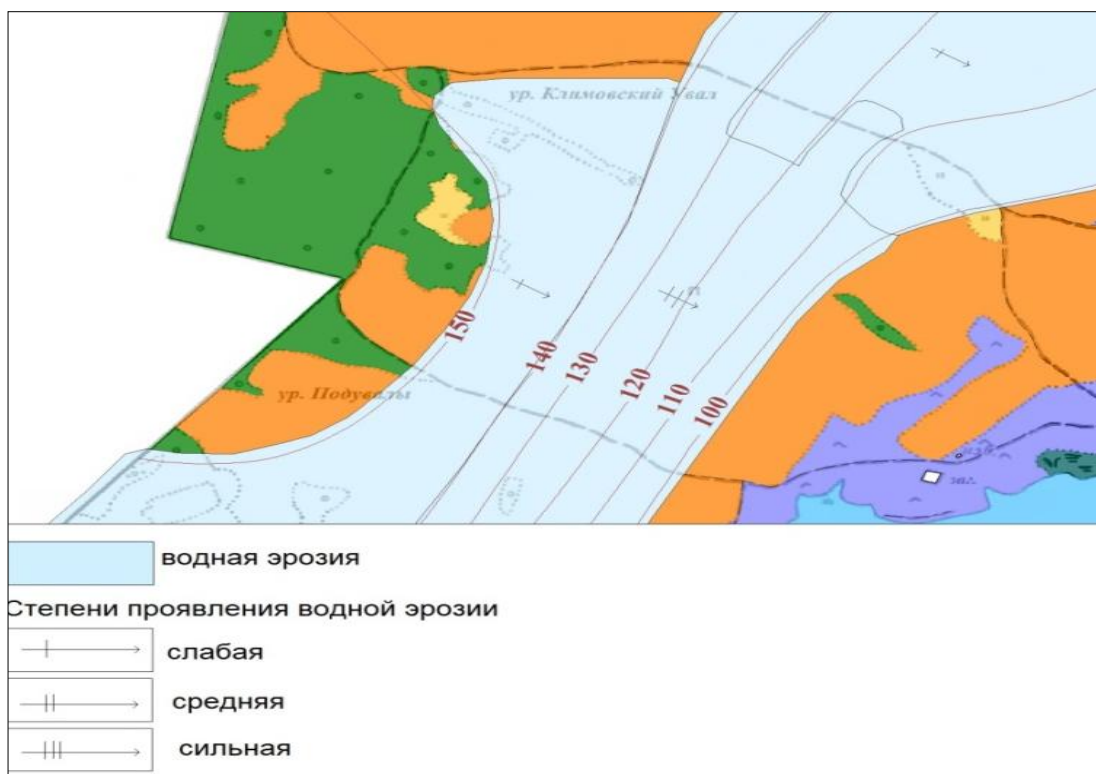 ур. Климовский Увал
150
140
130
120
110
100
ур. Подувалы
заг.
водная эрозия
Степени проявления водной эрозии
слабая
средняя
сильная